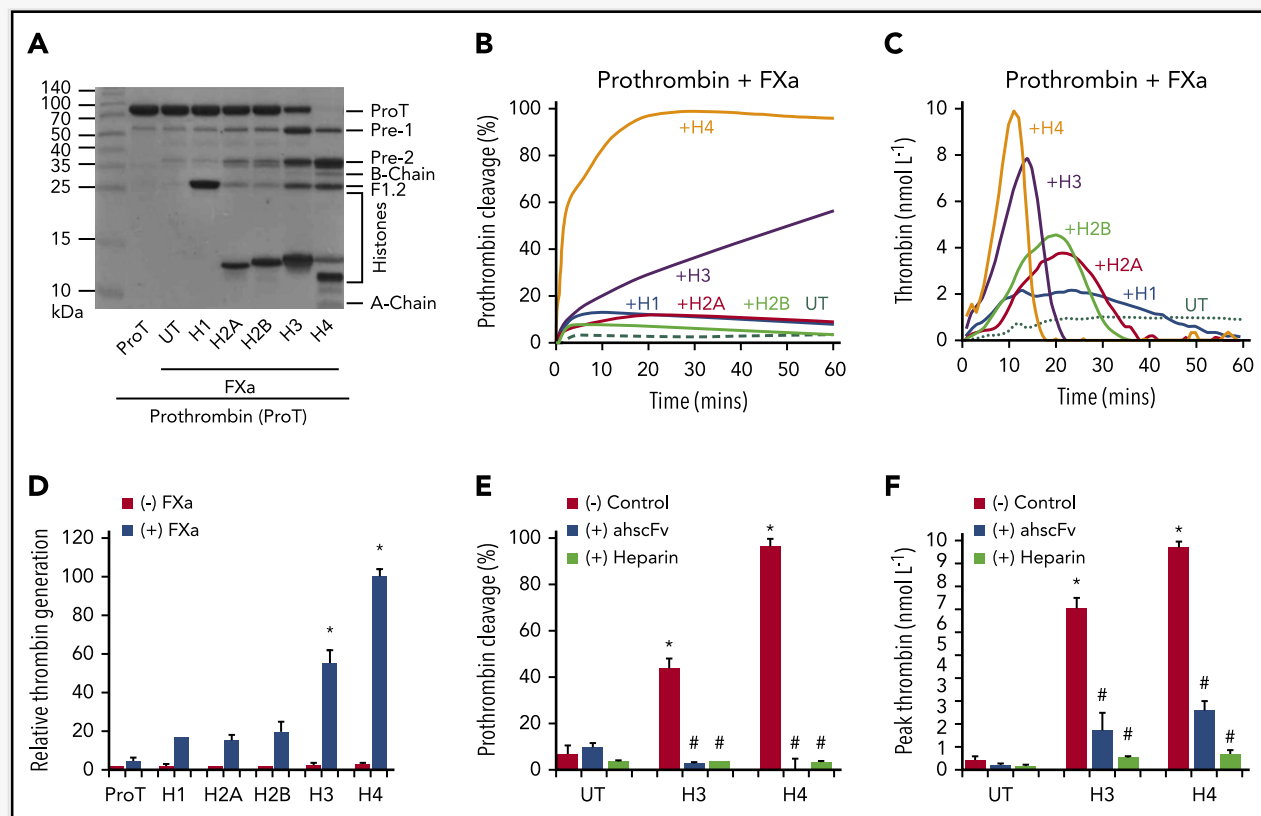 A
140
100
70
50
40
35
25
15
10
kDa
ProT
Pre-1
Pre-2
B-Chain
F1.2
Histones
A-Chain
ProT
UT
H1
H2A
H2B
H3
H4
FXa
Prothrombin (ProT)
B
Prothrombin + FXa
Prothrombin cleavage (%)
100
80
60
40
20
0
+H4
+H3
+H1
+H2A
+H2B
UT
0 10 20 30 40 50 60
Time (mins)
C
Prothrombin + FXa
Thrombin (nmol L-1)
10
8
6
4
2
0
+H4
+H3
+H2B
+H2A
+H1
UT
0 10 20 30 40 50 60
Time (mins)
D
(-) FXa
(+) FXa
Relative thrombin generation
120
100
80
60
40
20
0
* *
ProT H1 H2A H2B H3 H4
E
(-) Control
(+) ahscFv
(+) Heparin
Prothrombin cleavage (%)
100
80
60
40
20
0
*
*
# # # #
UT H3 H4
F
(-) Control
(+) ahscFv
(+) Heparin
Peak thrombin (nmol L-1)
10
9
8
7
6
5
4
3
2
1
0
*
*
# # # #
UT H3 H4